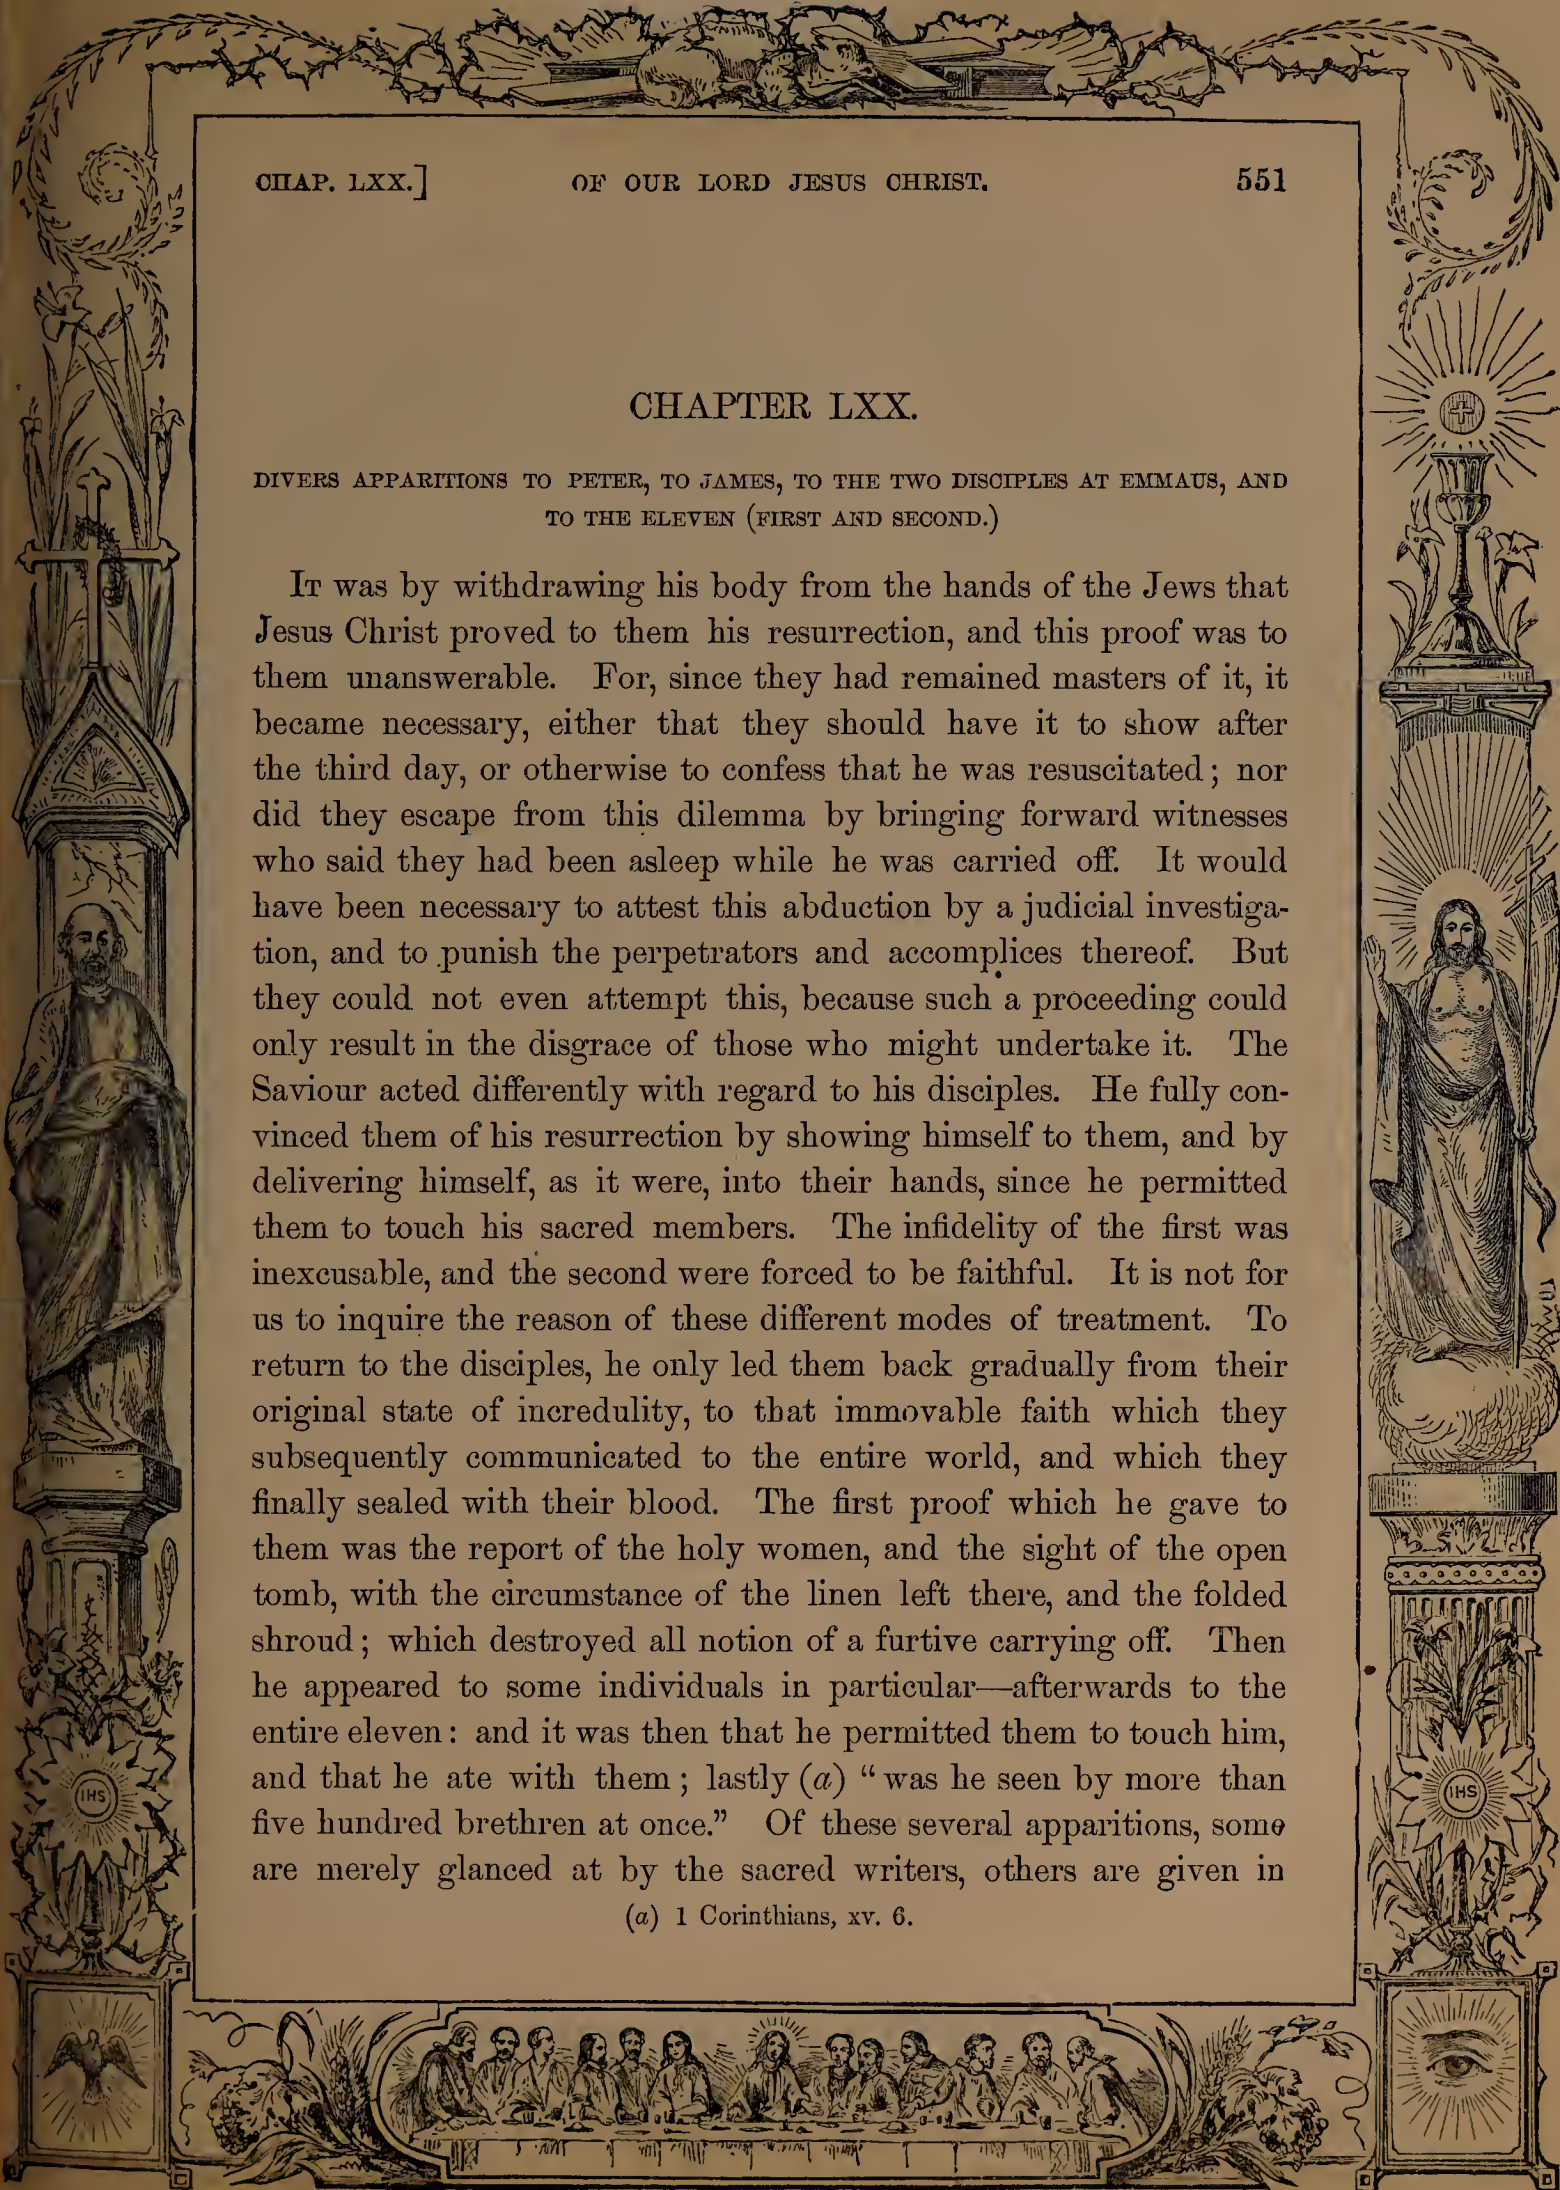 CHAP. LXX.] OF OUR LORD JESUS CHRIST. 551
CHAPTER LXX.
DIVERS APPARITIONS TO PETER, TO JAMES, TO THE TWO DISCIPLES AT EMMAUS, AND
TO THE ELEVEN (FIRST AND SECOND.)
IT was by withdrawing his body from the hands of the Jews that
Jesus Christ proved to them his resurrection, and this proof was to
them unanswerable. For, since they had remained masters of it, it
became necessary, either that they should have it to show after
the third day, or otherwise to confess that he was resuscitated; nor
did they escape from this dilemma by bringing forward witnesses
who said they had been asleep while he was carried off. It would
have been necessary to attest this abduction by a judicial investiga-
tion, and to punish the perpetrators and accomplices thereof. But
they could not even attempt this, because such a proceeding could
only result in the disgrace of those who might undertake it. The
Saviour acted differently with regard to his disciples. He fully con-
vinced them of his resurrection by showing himself to them, and by
delivering himself, as it were, into their hands, since he permitted
them to touch his sacred members. The infidelity of the first was
inexcusable, and the second were forced to be faithful. It is not for
us to inquire the reason of these different modes of treatment. To
return to the disciples, he only led them back gradually from their
original state of incredulity, to that immovable faith which they
subsequently communicated to the entire world, and which they
finally sealed with their blood. The first proof which he gave to
them was the report of the holy women, and the sight of the open
tomb, with the circumstance of the linen left there, and the folded
shroud; which destroyed all notion of a furtive carrying off. Then
he appeared to some individuals in particular—afterwards to the
entire eleven: and it was then that he permitted them to touch him,
and that he ate with them; lastly (a) "was he seen by more than
five hundred brethren at once." Of these several apparitions, some
are merely glanced at by the sacred writers, others are given in
(a) 1 Corinthians, xv. 6.
IHS
IHS